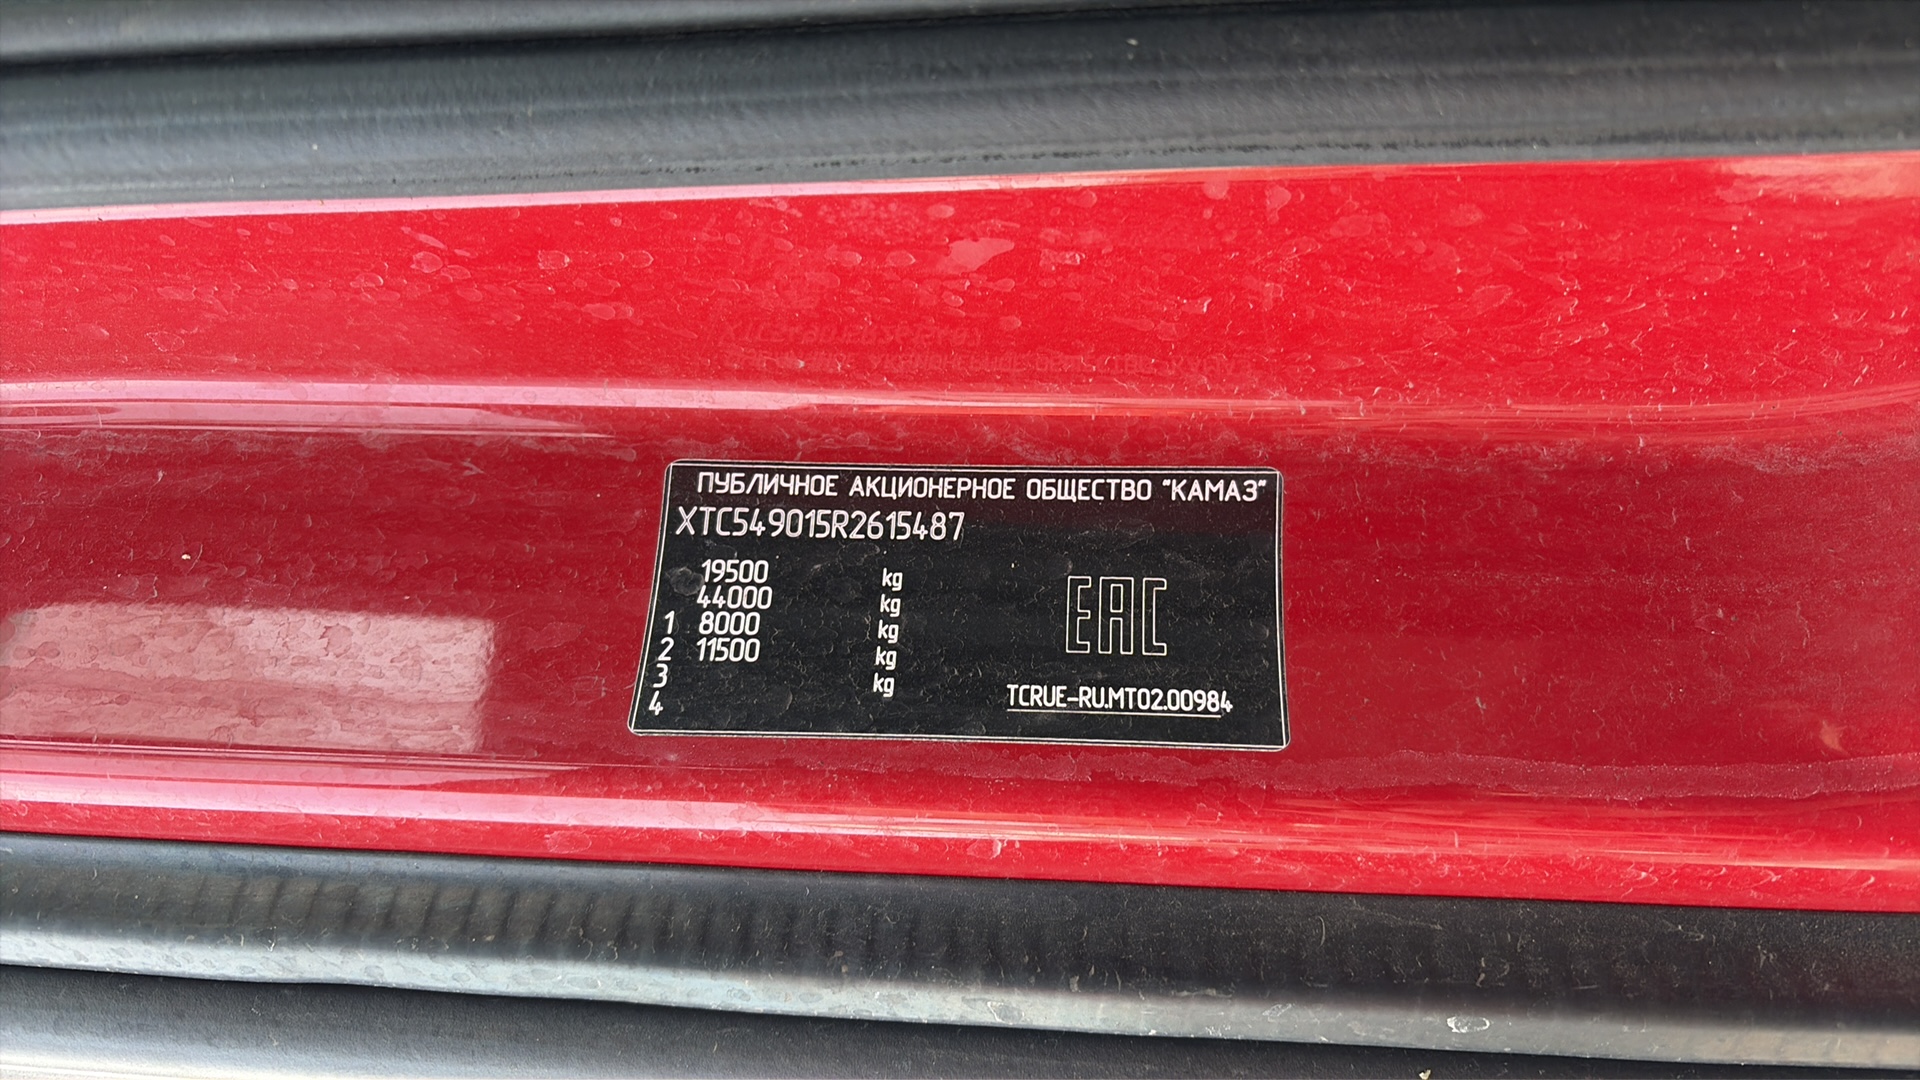 ПУБЛИЧНОЕ АКЦИОНЕРНОЕ ОБЩЕСТВО "КАМАЗ"
XTC549015R2615487
19500 kg
44000 kg
1 8000 kg
2 11500 kg
3 kg
4
EAC
TCRUE-RU.MT02.00984